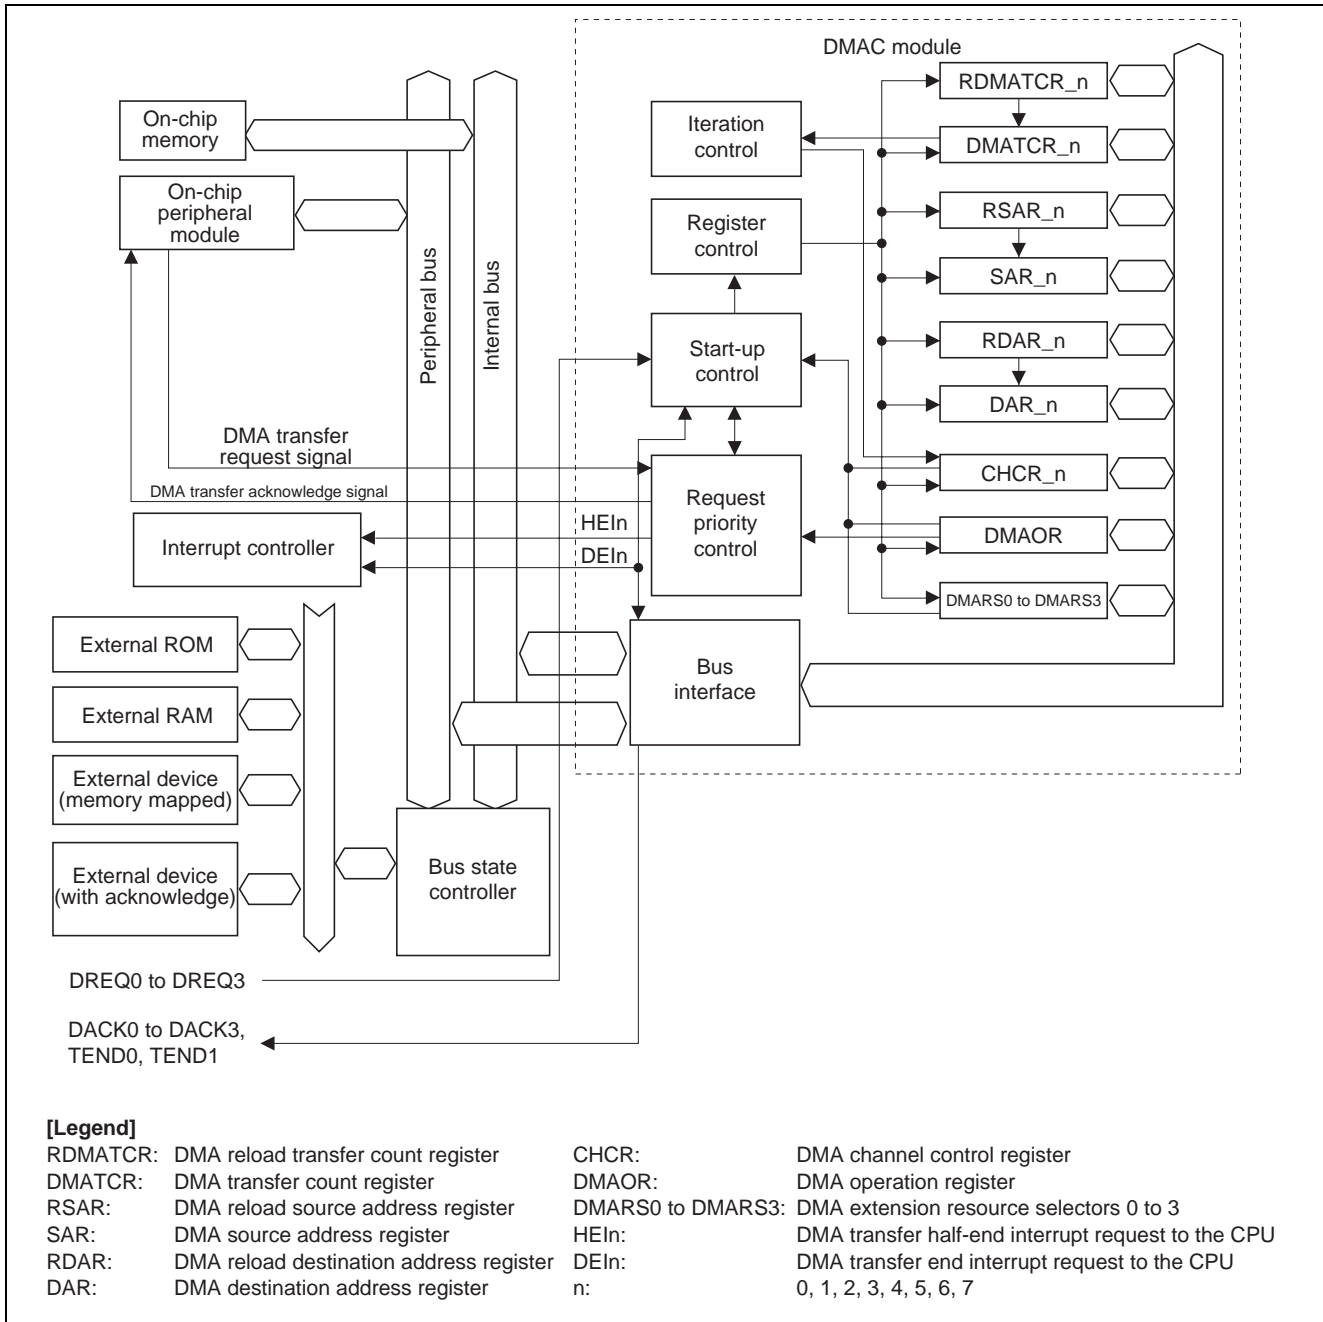 DMAC module
On-chip
memory
On-chip
peripheral
module
Peripheral bus
Internal bus
Iteration
control
Register
control
Start-up
control
Request
priority
control
Bus
interface
RDMATCR_n
DMATCR_n
RSAR_n
SAR_n
RDAR_n
DAR_n
CHCR_n
DMAOR
DMARS0 to DMARS3
DMA transfer
request signal
DMA transfer acknowledge signal
HEIn
DEIn
Interrupt controller
External ROM
External RAM
External device
(memory mapped)
External device
(with acknowledge)
Bus state
controller
DREQ0 to DREQ3
DACK0 to DACK3,
TEND0, TEND1
[Legend]
RDMATCR: DMA reload transfer count register
DMATCR: DMA transfer count register
RSAR: DMA reload source address register
SAR: DMA source address register
RDAR: DMA reload destination address register
DAR: DMA destination address register
CHCR: DMA channel control register
DMAOR: DMA operation register
DMARS0 to DMARS3: DMA extension resource selectors 0 to 3
HEIn: DMA transfer half-end interrupt request to the CPU
DEIn: DMA transfer end interrupt request to the CPU
n: 0, 1, 2, 3, 4, 5, 6, 7